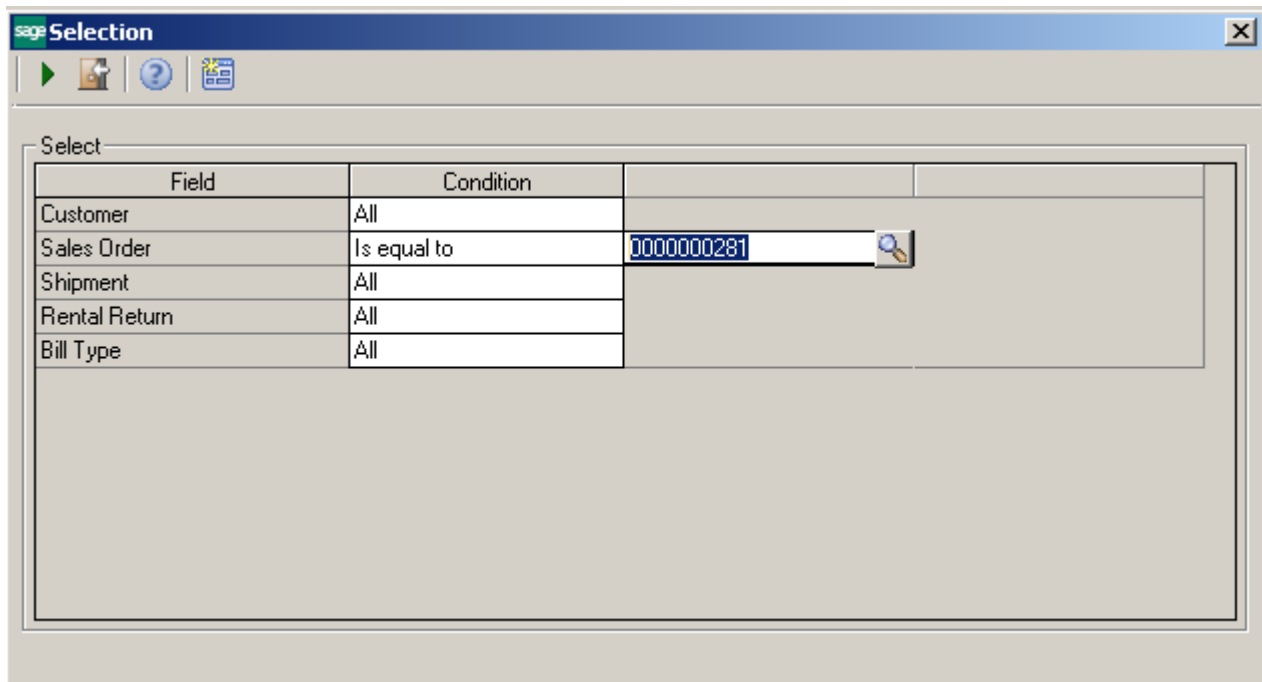 sage Selection
Select
Field Condition
Customer All
Sales Order Is equal to 0000000281
Shipment All
Rental Return All
Bill Type All